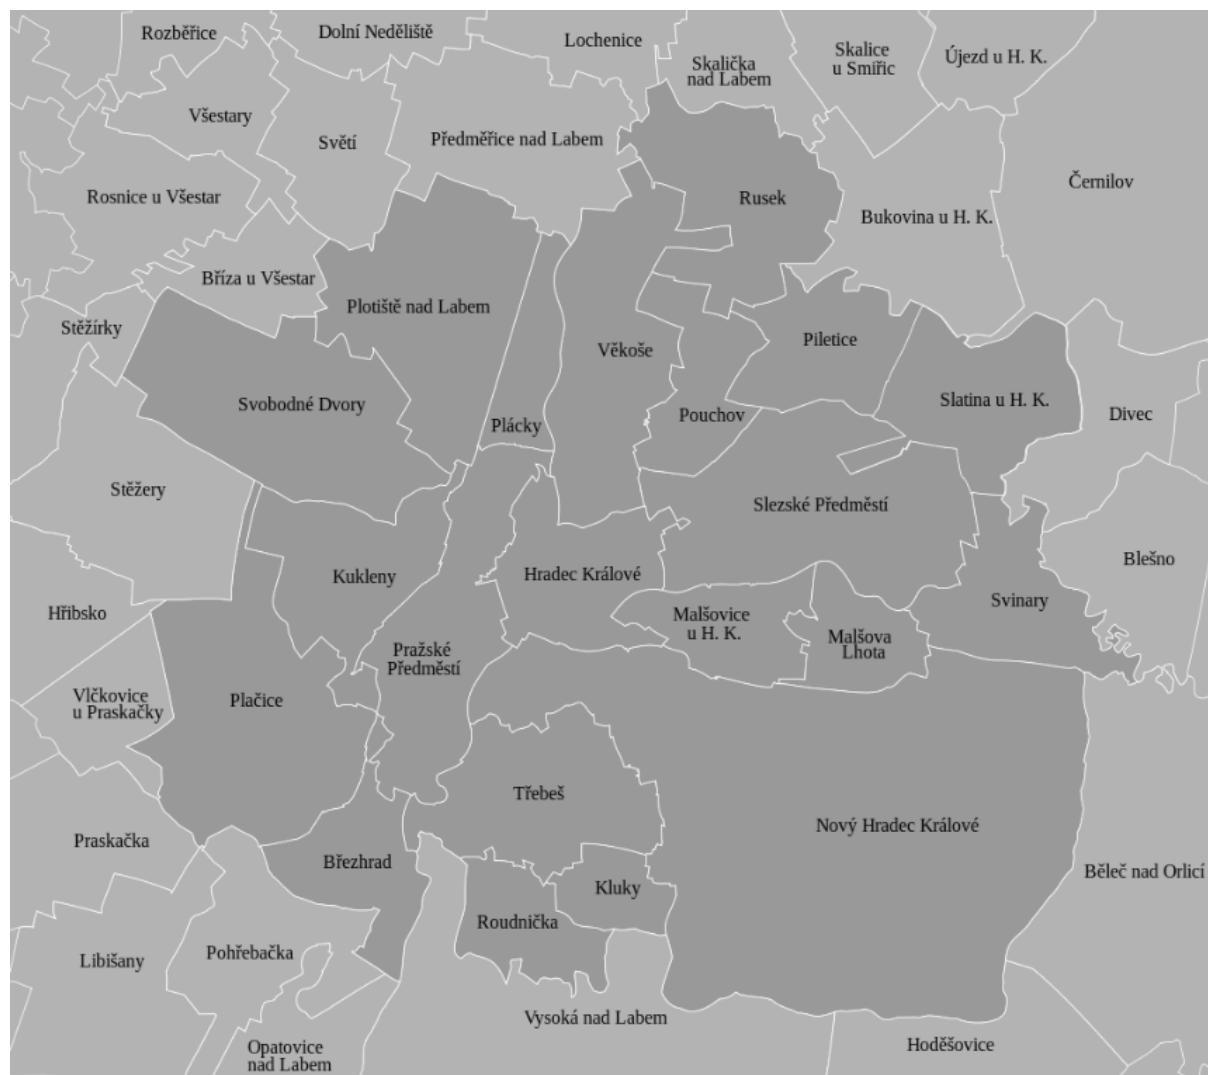 Rozběřice
Dolní Neděliště
Lochenice
Skalička
nad Labem
Skalice
u Smiřic
Újezd u H. K.
Všestary
Světí
Předměřice nad Labem
Rosnice u Všestar
Rusek
Bukovina u H. K.
Černilov
Bříza u Všestar
Plotiště nad Labem
Stěžírky
Věkoše
Piletice
Svobodné Dvory
Plácky
Pouchov
Slatina u H. K.
Divec
Stěžery
Slezské Předměstí
Blešno
Kukleny
Hradec Králové
Svinary
Hřibsko
Malšovice
u H. K.
Malšova
Lhota
Pražské
Předměstí
Vlčkovice
u Praskačky
Plačice
Třebeš
Nový Hradec Králové
Praskačka
Březhrad
Kluky
Běleč nad Orlicí
Roudnička
Libišany
Pohřebačka
Vysoká nad Labem
Opatovice
nad Labem
Hoděšovice